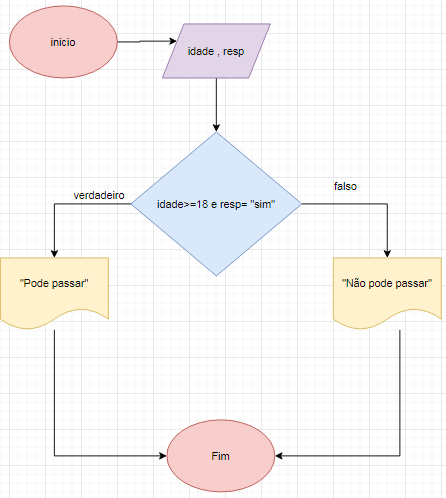 inicio
idade , resp
idade>=18 e resp= "sim"
verdadeiro
falso
"Pode passar"
"Não pode passar"
Fim